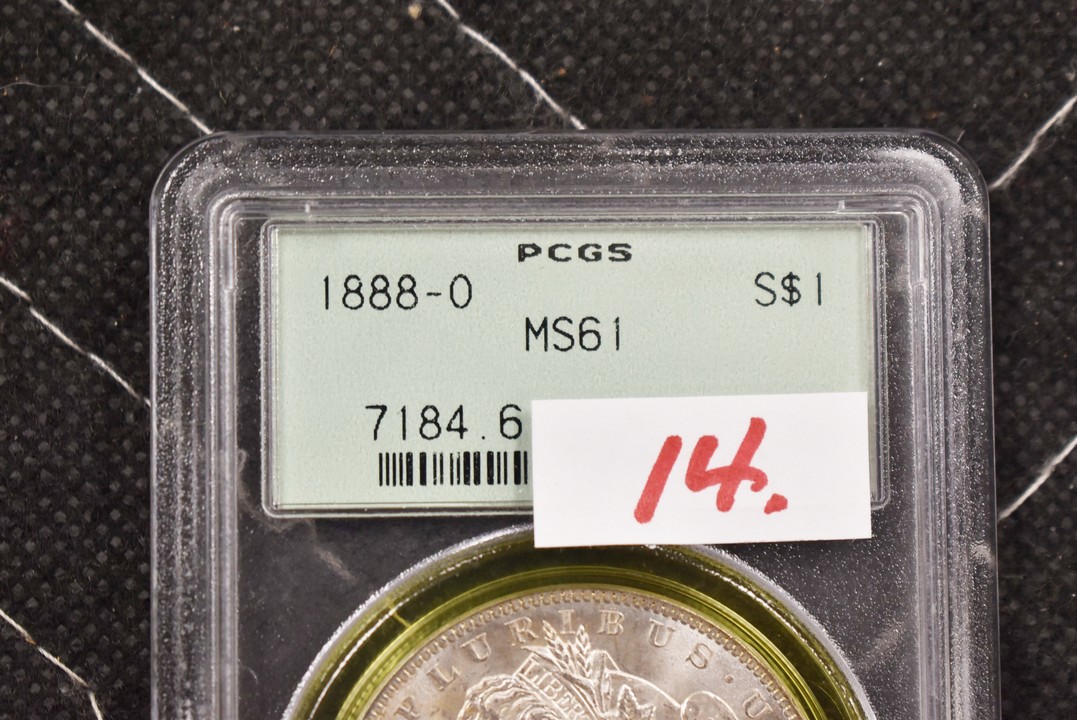 PCGS
1888-O S$1
MS61
7184.6
14.
PLURIBUS · U
LIBER